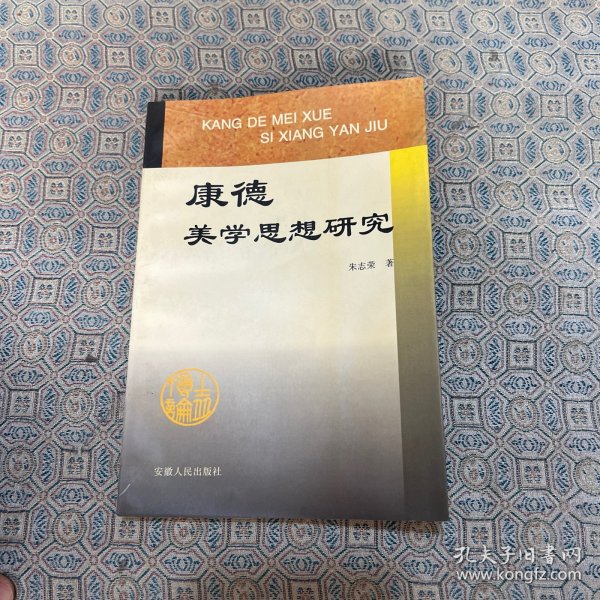 KANG DE MEI XUE
SI XIANG YAN JIU
康德
美学思想研究
朱志荣 著
安徽人民出版社
孔夫子旧书网
www.kongfz.com